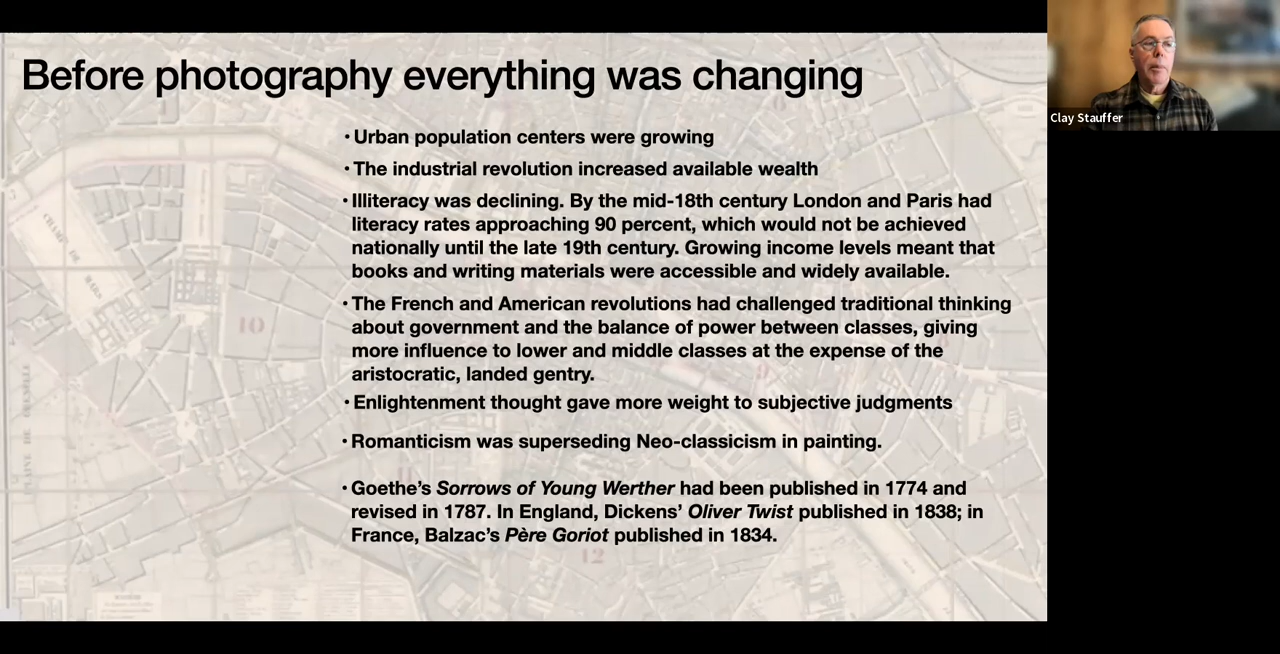 Before photography everything was changing
Clay Stauffer
• Urban population centers were growing
• The industrial revolution increased available wealth
• Illiteracy was declining. By the mid-18th century London and Paris had
literacy rates approaching 90 percent, which would not be achieved
nationally until the late 19th century. Growing income levels meant that
books and writing materials were accessible and widely available.
• The French and American revolutions had challenged traditional thinking
about government and the balance of power between classes, giving
more influence to lower and middle classes at the expense of the
aristocratic, landed gentry.
• Enlightenment thought gave more weight to subjective judgments
• Romanticism was superseding Neo-classicism in painting.
• Goethe’s Sorrows of Young Werther had been published in 1774 and
revised in 1787. In England, Dickens’ Oliver Twist published in 1838; in
France, Balzac’s Père Goriot published in 1834.
10
12